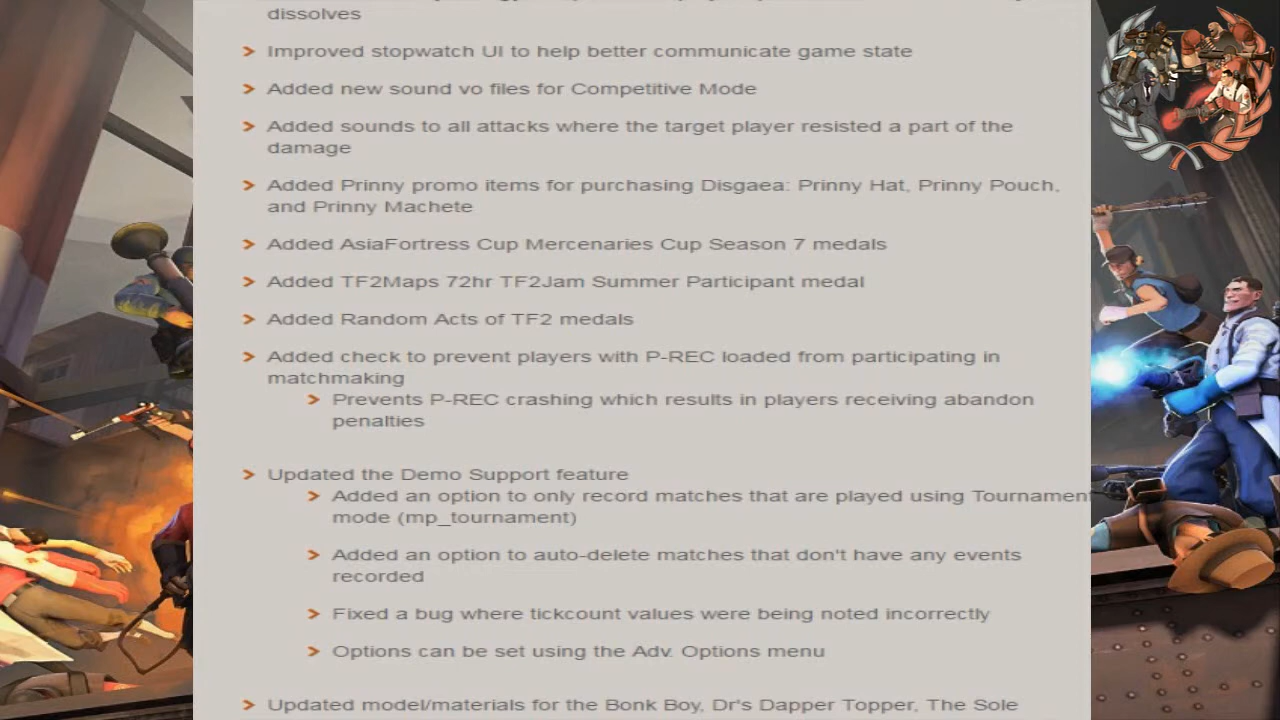 dissolves
Improved stopwatch UI to help better communicate game state
Added new sound vo files for Competitive Mode
Added sounds to all attacks where the target player resisted a part of the
damage
Added Prinny promo items for purchasing Disgaea: Prinny Hat, Prinny Pouch,
and Prinny Machete
Added AsiaFortress Cup Mercenaries Cup Season 7 medals
Added TF2Maps 72hr TF2Jam Summer Participant medal
Added Random Acts of TF2 medals
Added check to prevent players with P-REC loaded from participating in
matchmaking
Prevents P-REC crashing which results in players receiving abandon
penalties
Updated the Demo Support feature
Added an option to only record matches that are played using Tournament
mode (mp_tournament)
Added an option to auto-delete matches that don't have any events
recorded
Fixed a bug where tickcount values were being noted incorrectly
Options can be set using the Adv. Options menu
Updated model/materials for the Bonk Boy, Dr's Dapper Topper, The Sole